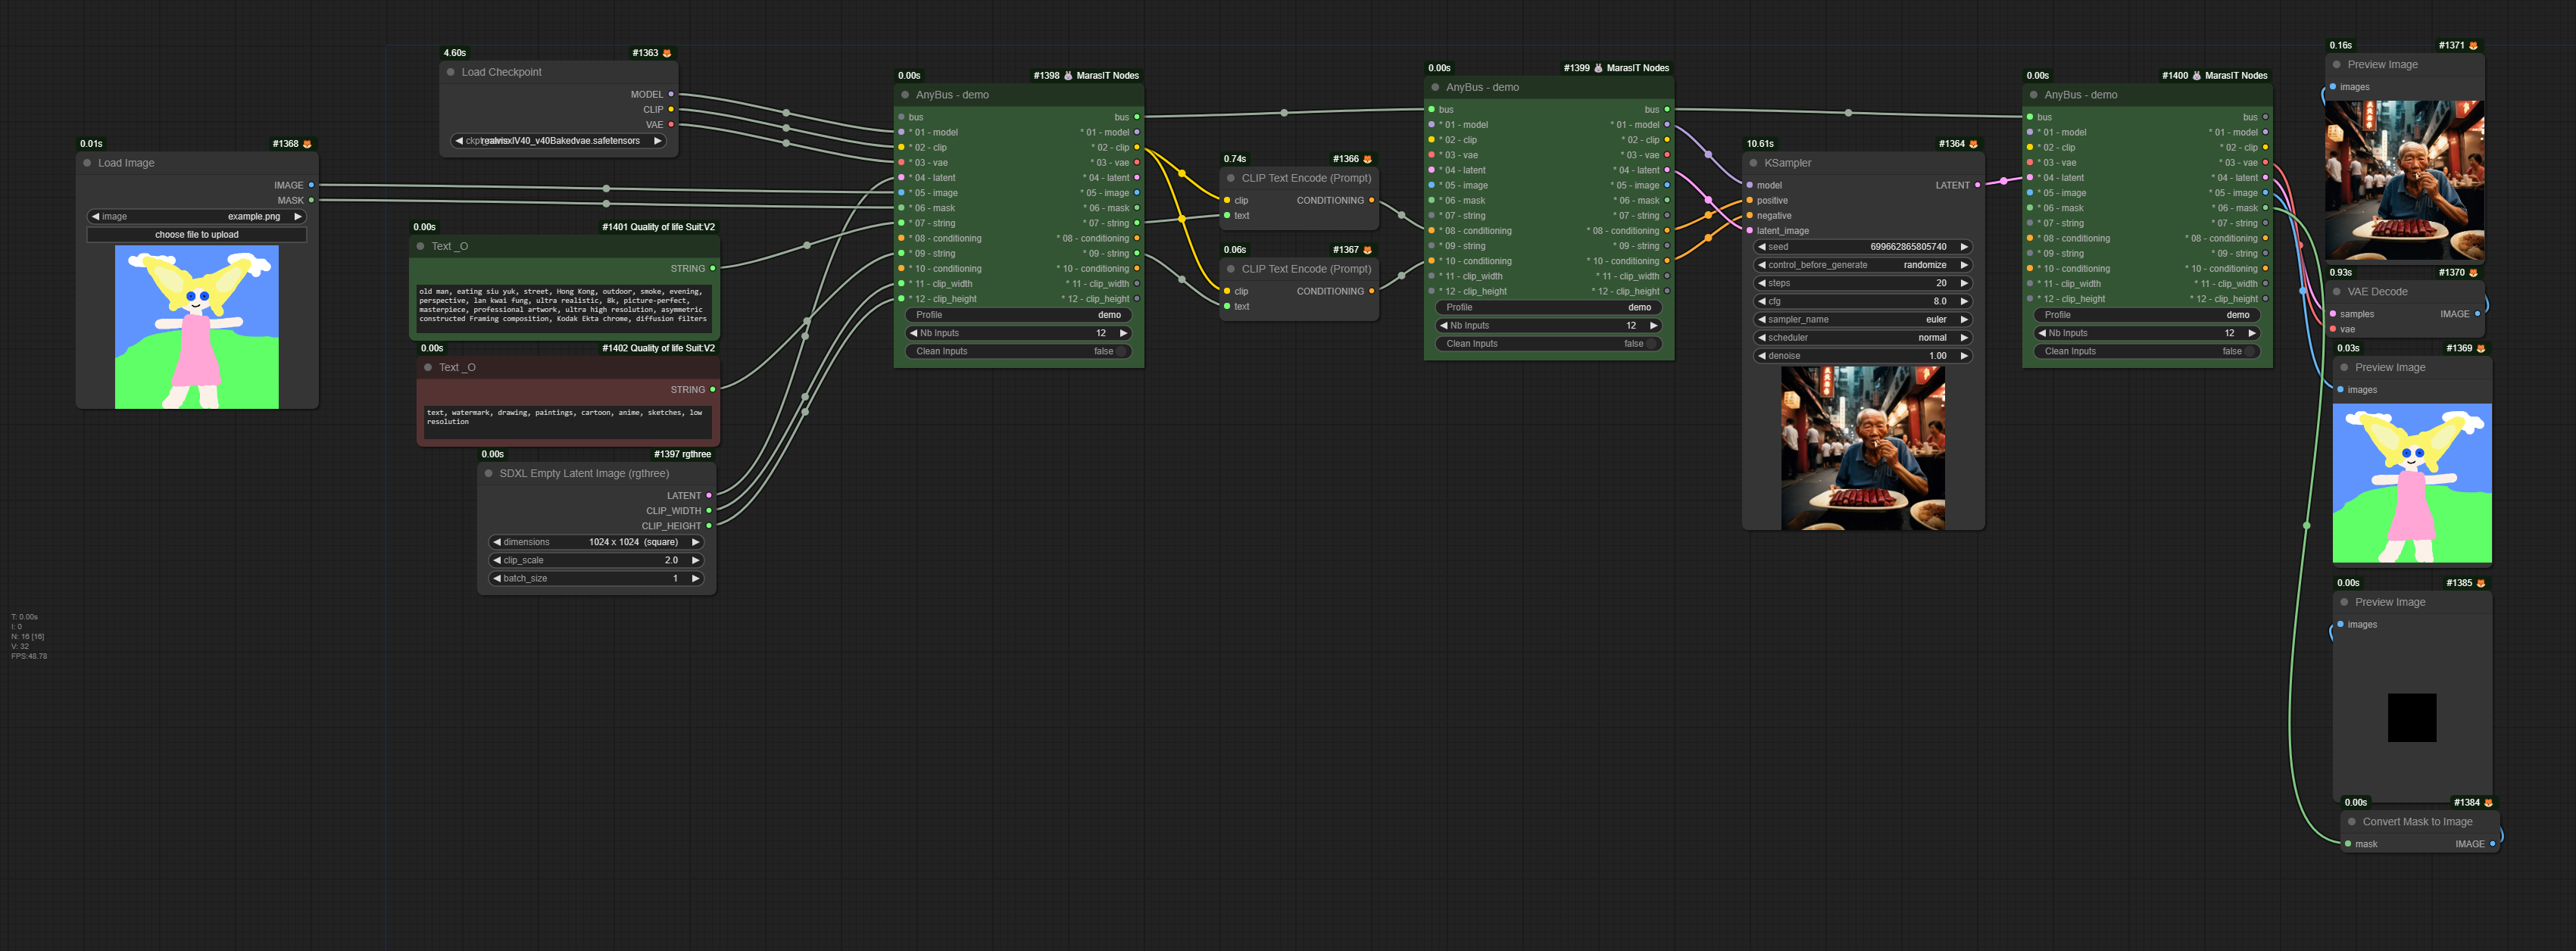 0.01s #1368
Load Image
IMAGE
MASK
image example.png
choose file to upload
4.60s #1363
Load Checkpoint
MODEL
CLIP
VAE
0.00s #1401 Quality of life Suit:V2
Text _O
STRING
old man, eating siu yuk, street, Hong Kong, outdoor, smoke, evening,
perspective, lan kwai fung, ultra realistic, 8k, picture-perfect,
masterpiece, professional artwork, ultra high resolution, asymmetric
constructed Framing composition, Kodak Ekta chrome, diffusion filters
0.00s #1402 Quality of life Suit:V2
Text _O
STRING
text, watermark, drawing, paintings, cartoon, anime, sketches, low
resolution
0.00s #1397 rgthree
SDXL Empty Latent Image (rgthree)
LATENT
CLIP_WIDTH
CLIP_HEIGHT
dimensions 1024 x 1024 (square)
clip_scale 2.0
batch_size 1
0.00s #1398 MarasIT Nodes
AnyBus - demo
bus bus
* 01 - model * 01 - model
* 02 - clip * 02 - clip
* 03 - vae * 03 - vae
* 04 - latent * 04 - latent
* 05 - image * 05 - image
* 06 - mask * 06 - mask
* 07 - string * 07 - string
* 08 - conditioning * 08 - conditioning
* 09 - string * 09 - string
* 10 - conditioning * 10 - conditioning
* 11 - clip_width * 11 - clip_width
* 12 - clip_height * 12 - clip_height
Profile demo
Nb Inputs 12
Clean Inputs false
0.74s #1366
CLIP Text Encode (Prompt)
clip CONDITIONING
text
0.06s #1367
CLIP Text Encode (Prompt)
clip CONDITIONING
text
0.00s #1399 MarasIT Nodes
AnyBus - demo
bus bus
* 01 - model * 01 - model
* 02 - clip * 02 - clip
* 03 - vae * 03 - vae
* 04 - latent * 04 - latent
* 05 - image * 05 - image
* 06 - mask * 06 - mask
* 07 - string * 07 - string
* 08 - conditioning * 08 - conditioning
* 09 - string * 09 - string
* 10 - conditioning * 10 - conditioning
* 11 - clip_width * 11 - clip_width
* 12 - clip_height * 12 - clip_height
Profile demo
Nb Inputs 12
Clean Inputs false
10.61s #1364
KSampler
model LATENT
positive
negative
latent_image
seed 699662865805740
control_before_generate randomize
steps 20
cfg 8.0
sampler_name euler
scheduler normal
denoise 1.00
0.00s #1400 MarasIT Nodes
AnyBus - demo
bus bus
* 01 - model * 01 - model
* 02 - clip * 02 - clip
* 03 - vae * 03 - vae
* 04 - latent * 04 - latent
* 05 - image * 05 - image
* 06 - mask * 06 - mask
* 07 - string * 07 - string
* 08 - conditioning * 08 - conditioning
* 09 - string * 09 - string
* 10 - conditioning * 10 - conditioning
* 11 - clip_width * 11 - clip_width
* 12 - clip_height * 12 - clip_height
Profile demo
Nb Inputs 12
Clean Inputs false
0.16s #1371
Preview Image
images
0.93s #1370
VAE Decode
samples IMAGE
vae
0.03s #1369
Preview Image
images
0.00s #1385
Preview Image
images
0.00s #1384
Convert Mask to Image
mask IMAGE
T: 0.00s
I: 0
N: 16 [16]
V: 32
FPS:48.78